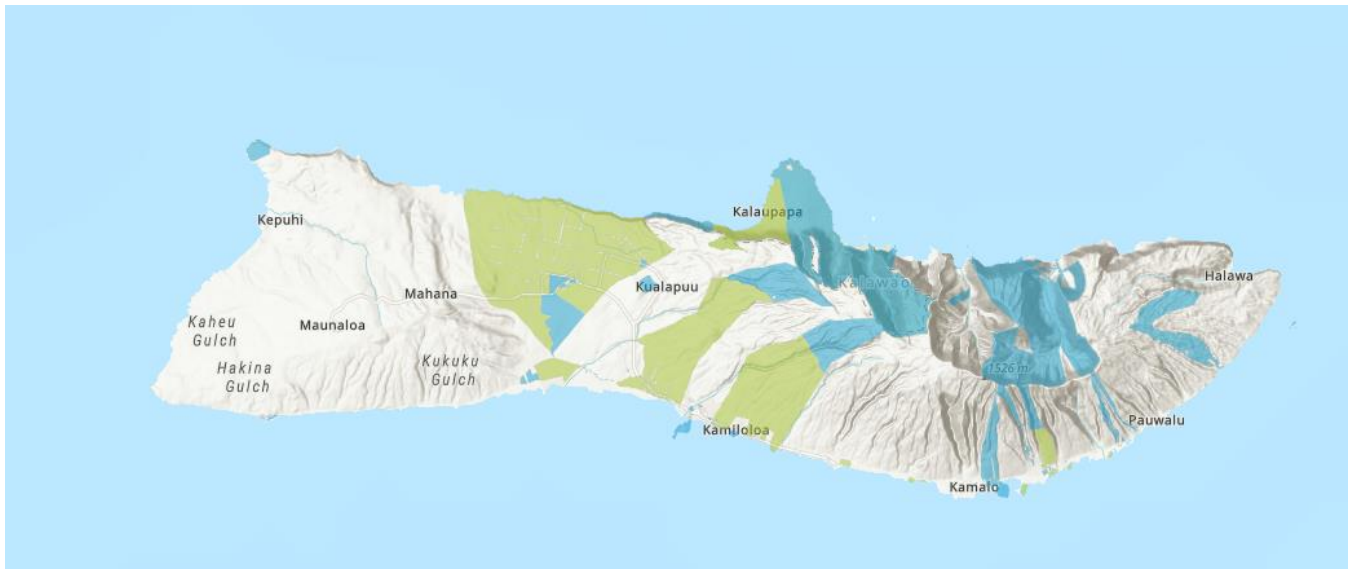 Kalaupapa
Kepuhi
Halawa
Kalawao
Kualapuu
Mahana
Maunaloa
Kaheu
Gulch
Kukuku
Gulch
Hakina
Gulch
1526 m
Pauwalu
Kamiloloa
Kamalo